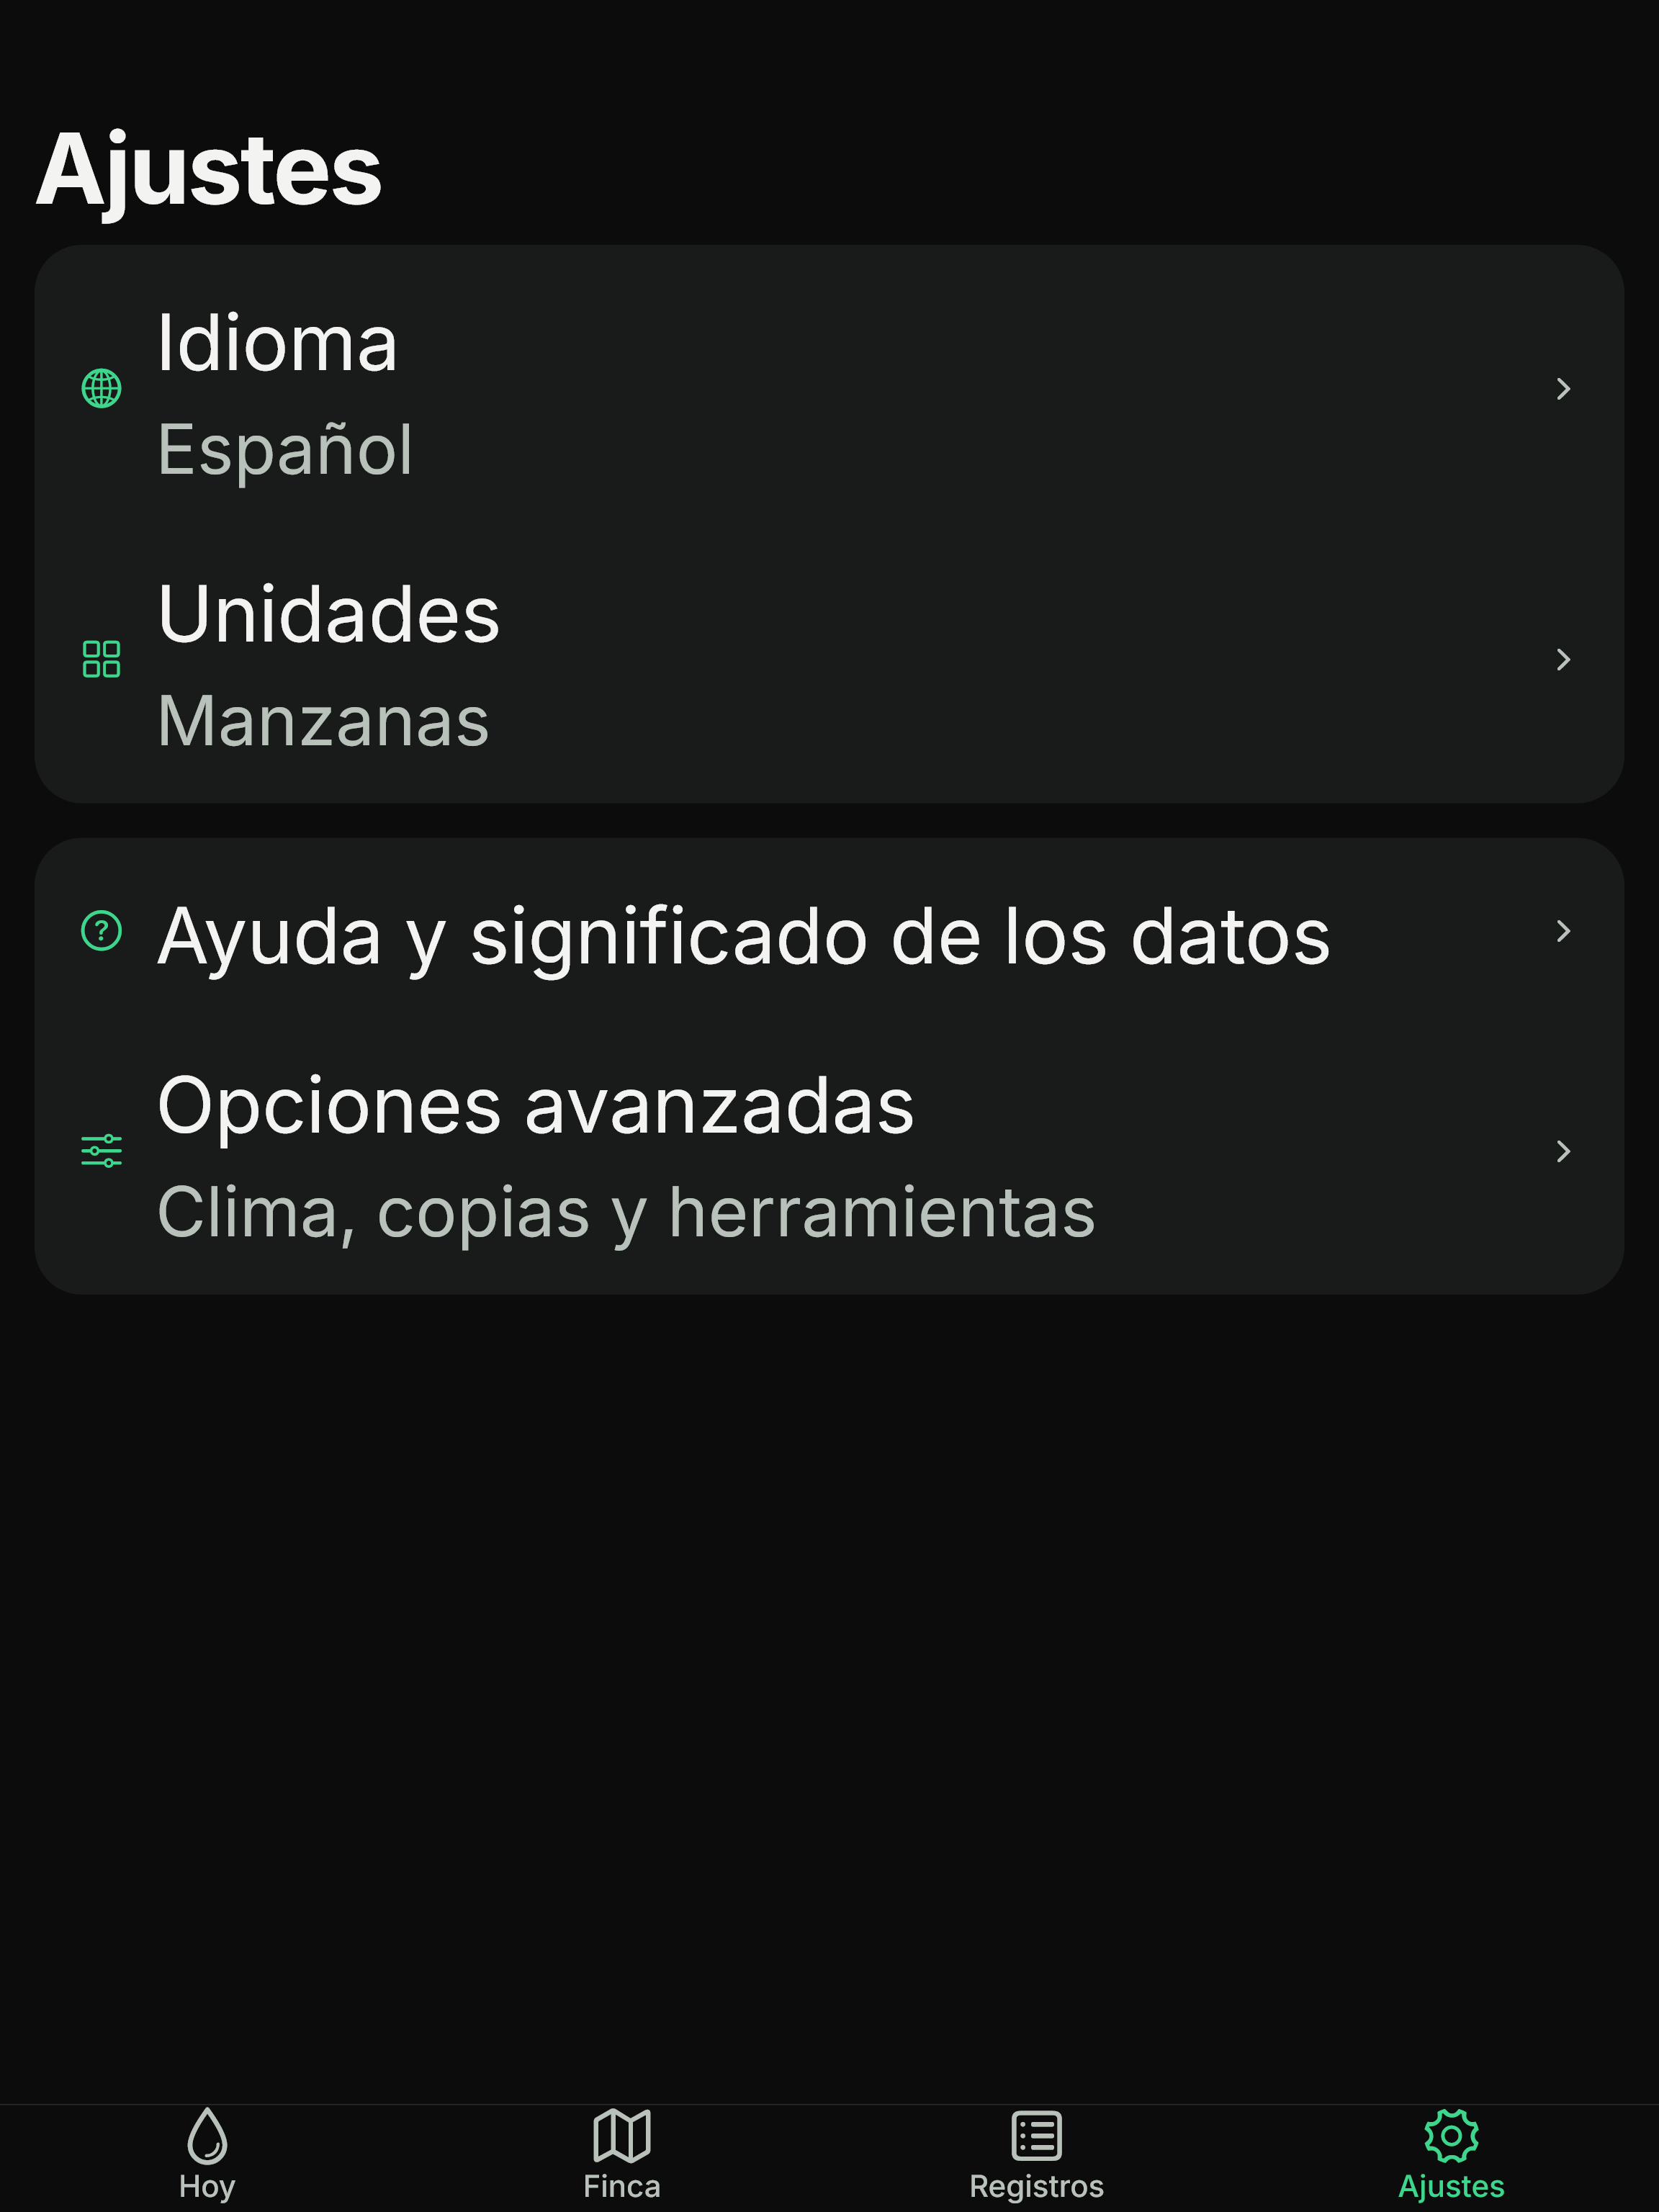 Ajustes
Idioma
Español
Unidades
Manzanas
Ayuda y significado de los datos
Opciones avanzadas
Clima, copias y herramientas
Hoy
Finca
Registros
Ajustes